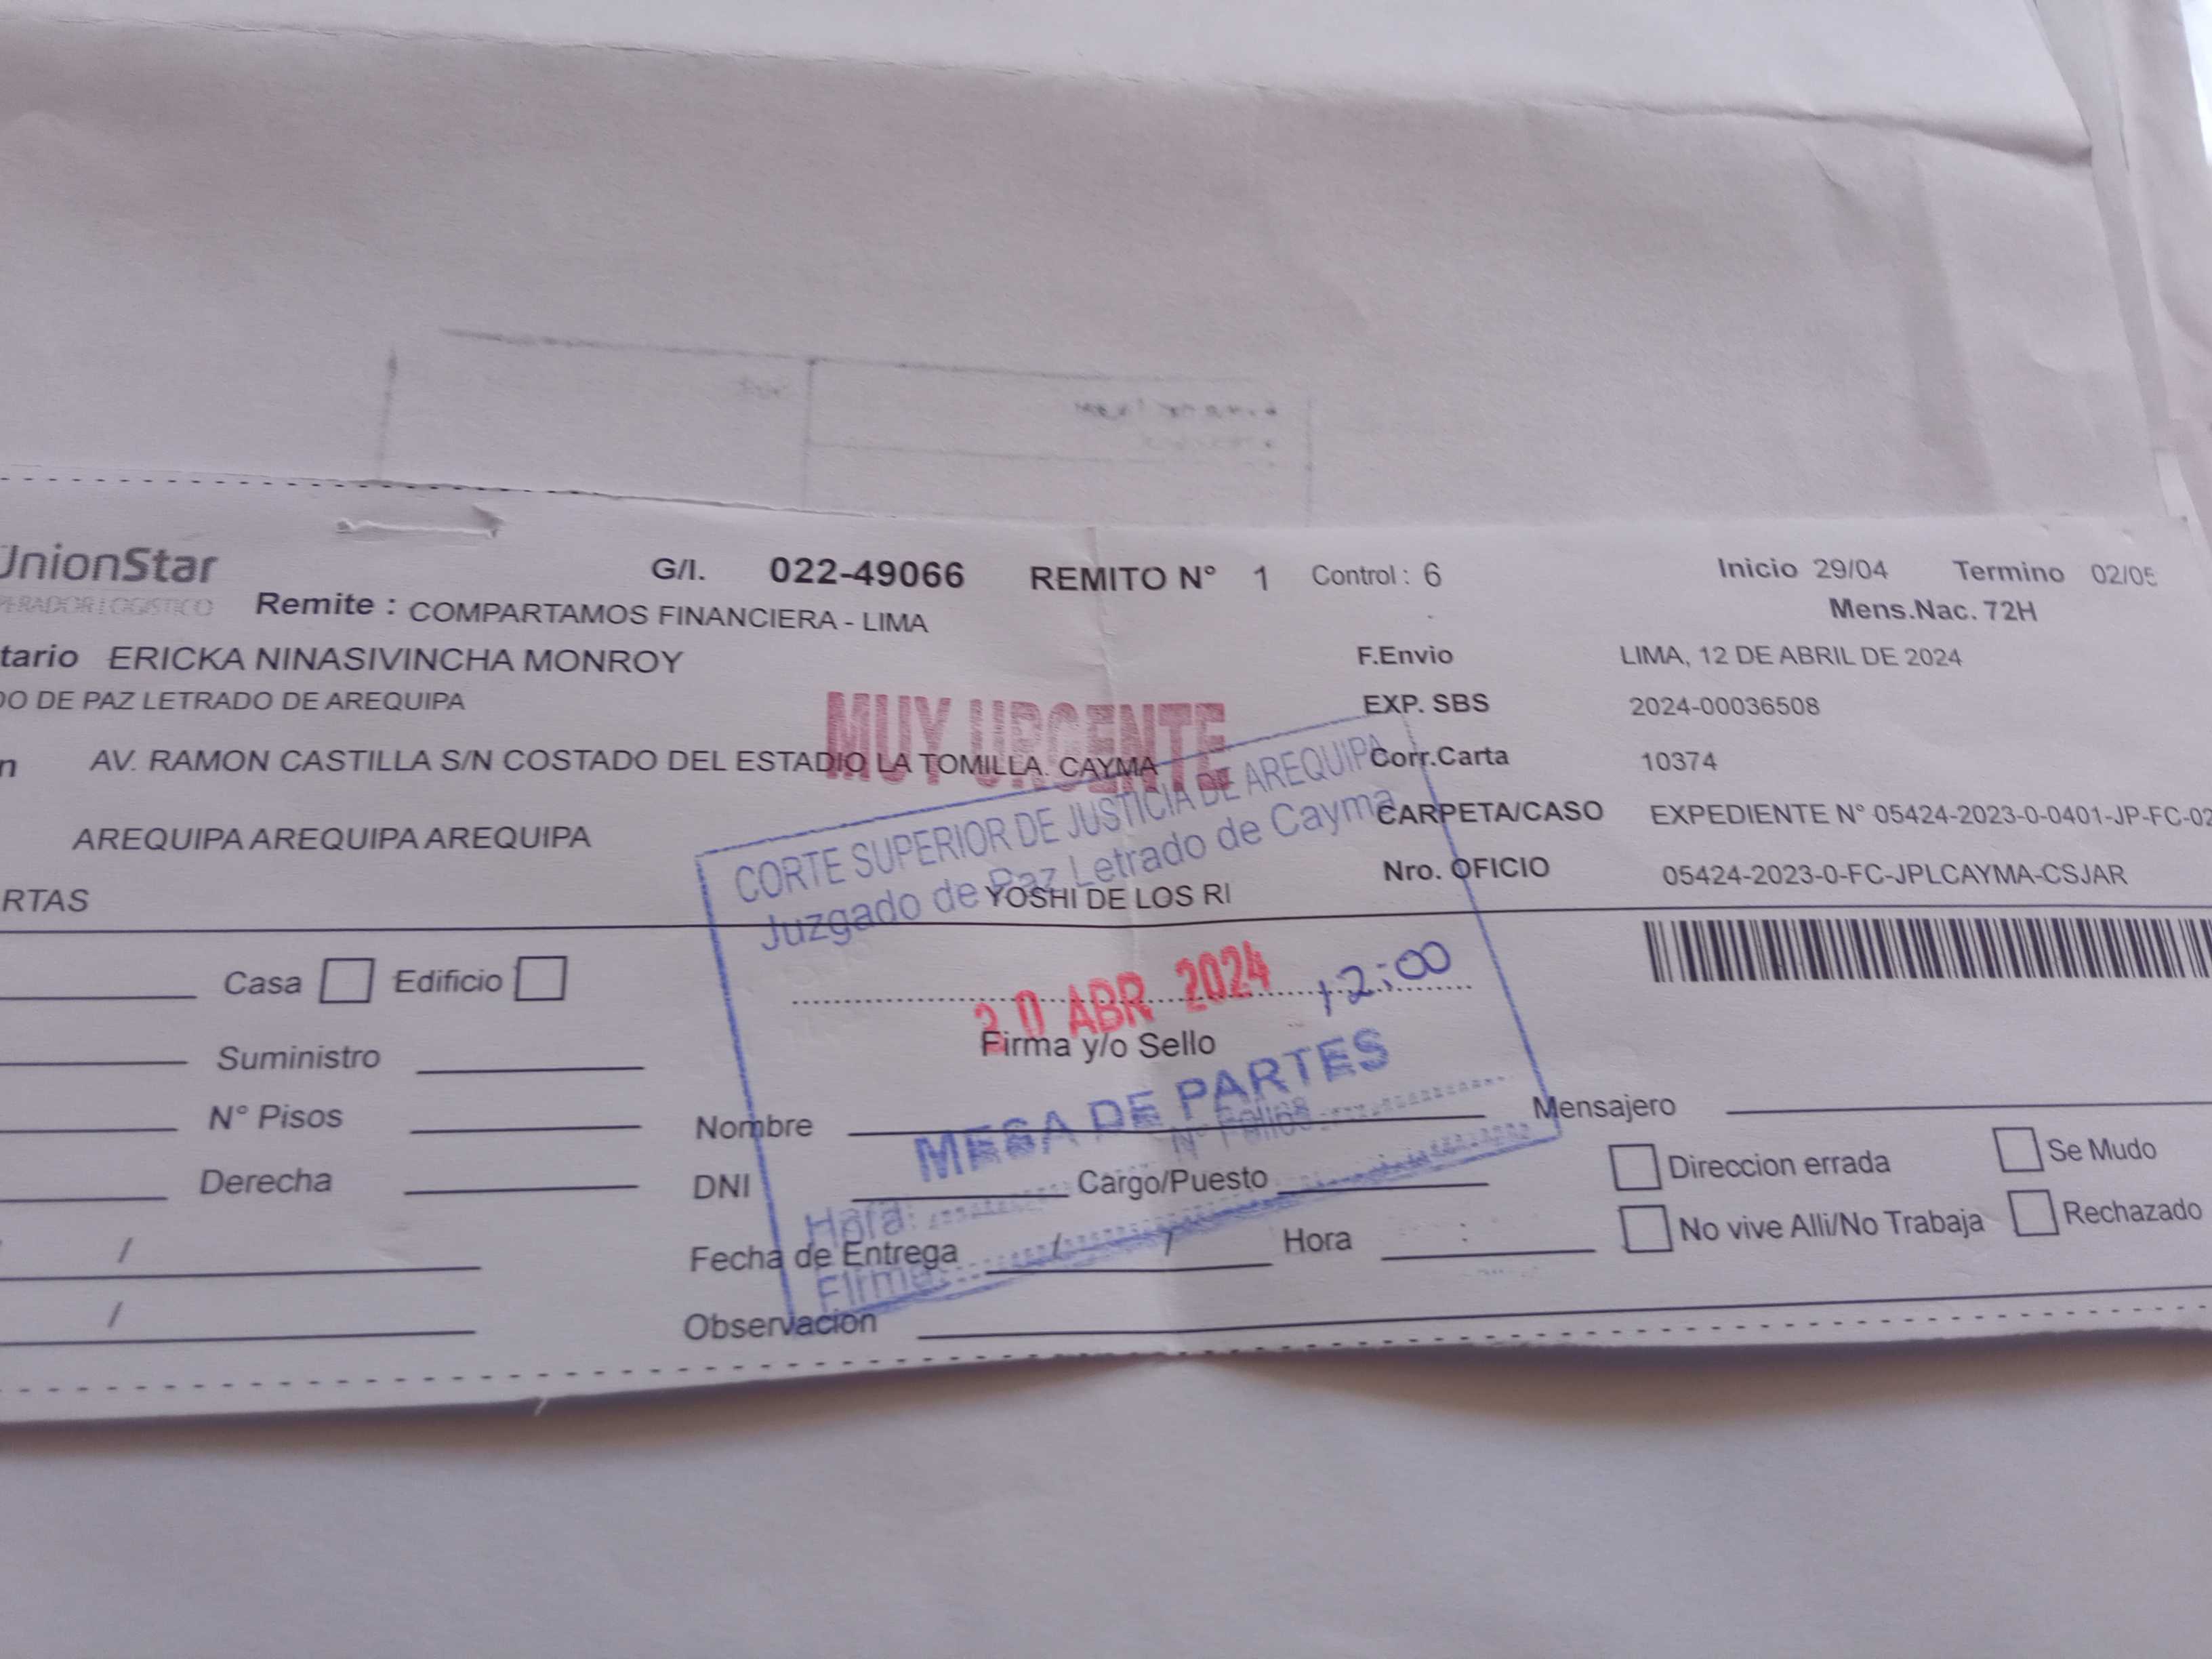 UnionStar G/I. 022-49066 REMITO N° 1 Control : 6 Inicio 29/04 Termino 02/05
PERADOR LOGISTICO Remite : COMPARTAMOS FINANCIERA - LIMA Mens.Nac. 72H
tario ERICKA NINASIVINCHA MONROY F.Envio LIMA, 12 DE ABRIL DE 2024
DO DE PAZ LETRADO DE AREQUIPA EXP. SBS 2024-00036508
MUY URGENTE
n AV. RAMON CASTILLA S/N COSTADO DEL ESTADIO LA TOMILLA. CAYMA Corr.Carta 10374
CORTE SUPERIOR DE JUSTICIA DE AREQUIPA
Juzgado de Paz Letrado de Cayma
AREQUIPA AREQUIPA AREQUIPA CARPETA/CASO EXPEDIENTE N° 05424-2023-0-0401-JP-FC-02
RTAS YOSHI DE LOS RI Nro. OFICIO 05424-2023-0-FC-JPLCAYMA-CSJAR
Casa Edificio
30 ABR 2024 12:00
Suministro Firma y/o Sello
MESA DE PARTES
N° Folios
N° Pisos Nombre Mensajero
Derecha DNI Cargo/Puesto Direccion errada Se Mudo
Hora:
/ Fecha de Entrega / / Hora : No vive Alli/No Trabaja Rechazado
Firma:
/ Observacion